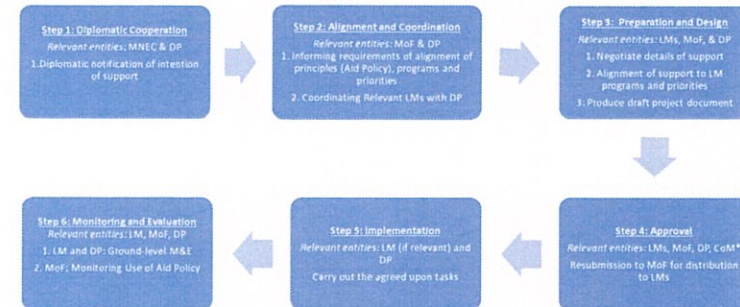 Step 1: Diplomatic Cooperation
Relevant entities: MNEC & DP
1.Diplomatic notification of intention
of support
Step 2: Alignment and Coordination
Relevant entities: MoF & DP
1.Informing requirements of alignment of
principles (Aid Policy), programs and
priorities
2. Coordinating Relevant LMs with DP
Step 3: Preparation and Design
Relevant entities: LMs, MoF, & DP
1. Negotiate details of support
2. Alignment of support to LM
programs and priorities
3. Produce draft project document
Step 4: Approval
Relevant entities: LMs, MoF, DP, CoM*
Resubmission to MoF for distribution
to LMs
Step 5: Implementation
Relevant entities: LM (if relevant) and
DP
Carry out the agreed upon tasks
Step 6: Monitoring and Evaluation
Relevant entities: LM, MoF, DP
1. LM and DP: Ground-level M&E
2. MoF: Monitoring Use of Aid Policy